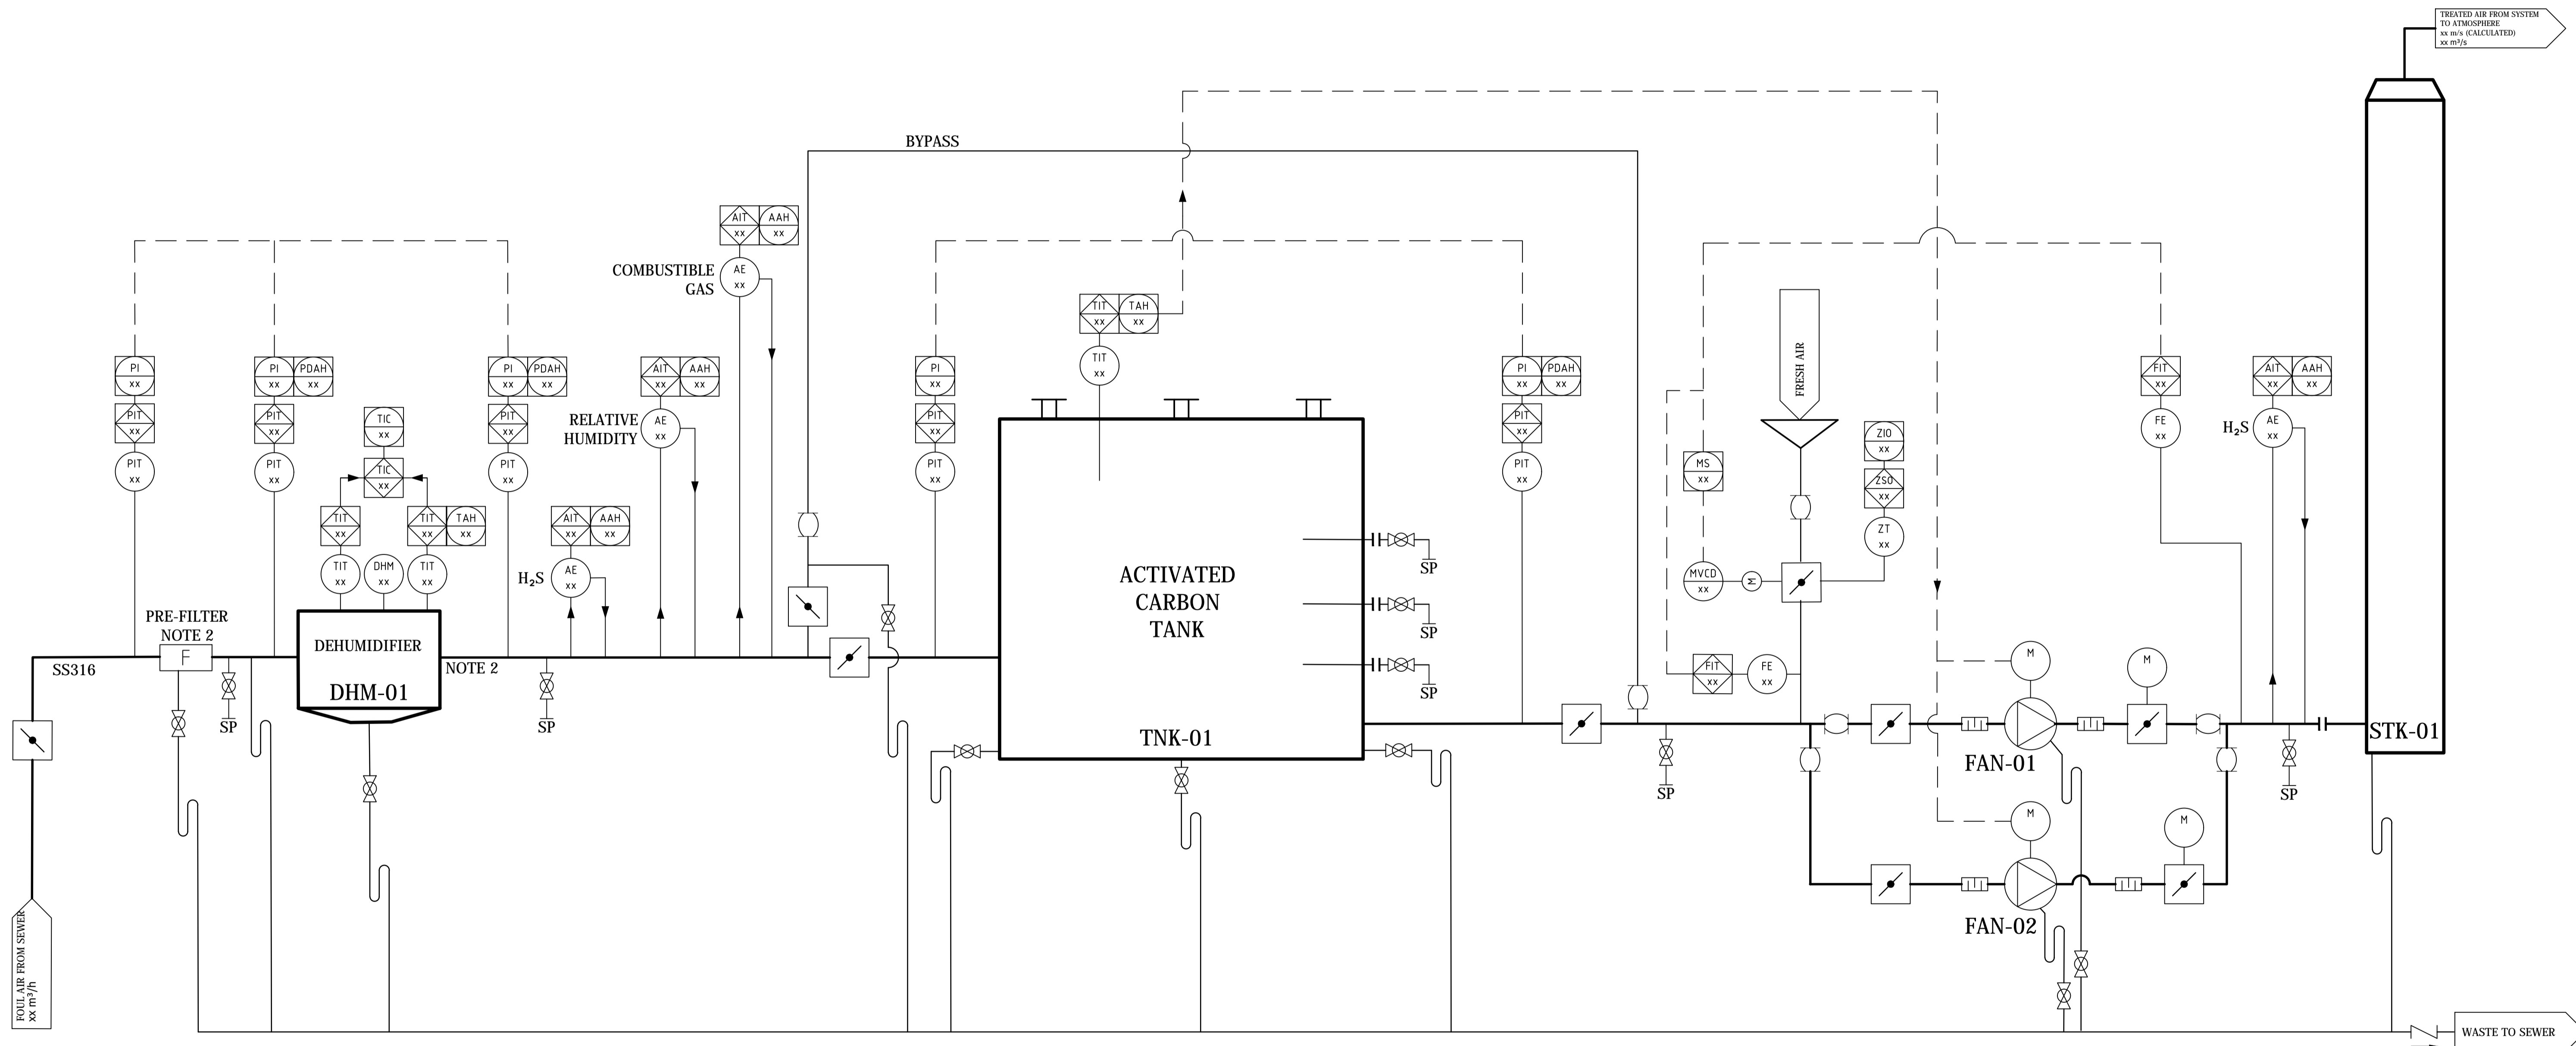 TREATED AIR FROM SYSTEM
TO ATMOSPHERE
xx m/s (CALCULATED)
xx m³/s
BYPASS
AIT
xx
AAH
xx
COMBUSTIBLE
GAS
AE
xx
TIT
xx
TAH
xx
TIT
xx
FRESH AIR
PI
xx
PIT
xx
PIT
xx
PI
xx
PDAH
xx
PIT
xx
PIT
xx
PI
xx
PDAH
xx
PIT
xx
PIT
xx
TIC
xx
TIC
xx
TIT
xx
TIT
xx
TAH
xx
TIT
xx
DHM
xx
TIT
xx
AIT
xx
AAH
xx
RELATIVE
HUMIDITY
AE
xx
AIT
xx
AAH
xx
H₂S
AE
xx
PI
xx
PIT
xx
PIT
xx
PI
xx
PDAH
xx
PIT
xx
PIT
xx
MS
xx
MVCD
xx
M
ZIO
xx
ZSO
xx
ZT
xx
FIT
xx
FE
xx
FIT
xx
FE
xx
AIT
xx
AAH
xx
H₂S
AE
xx
PRE-FILTER
NOTE 2
F
SS316
SP
DEHUMIDIFIER
DHM-01
NOTE 2
SP
ACTIVATED
CARBON
TANK
TNK-01
SP
SP
SP
SP
M
M
FAN-01
M
M
FAN-02
SP
STK-01
FOUL AIR FROM SEWER
xx m³/h
WASTE TO SEWER